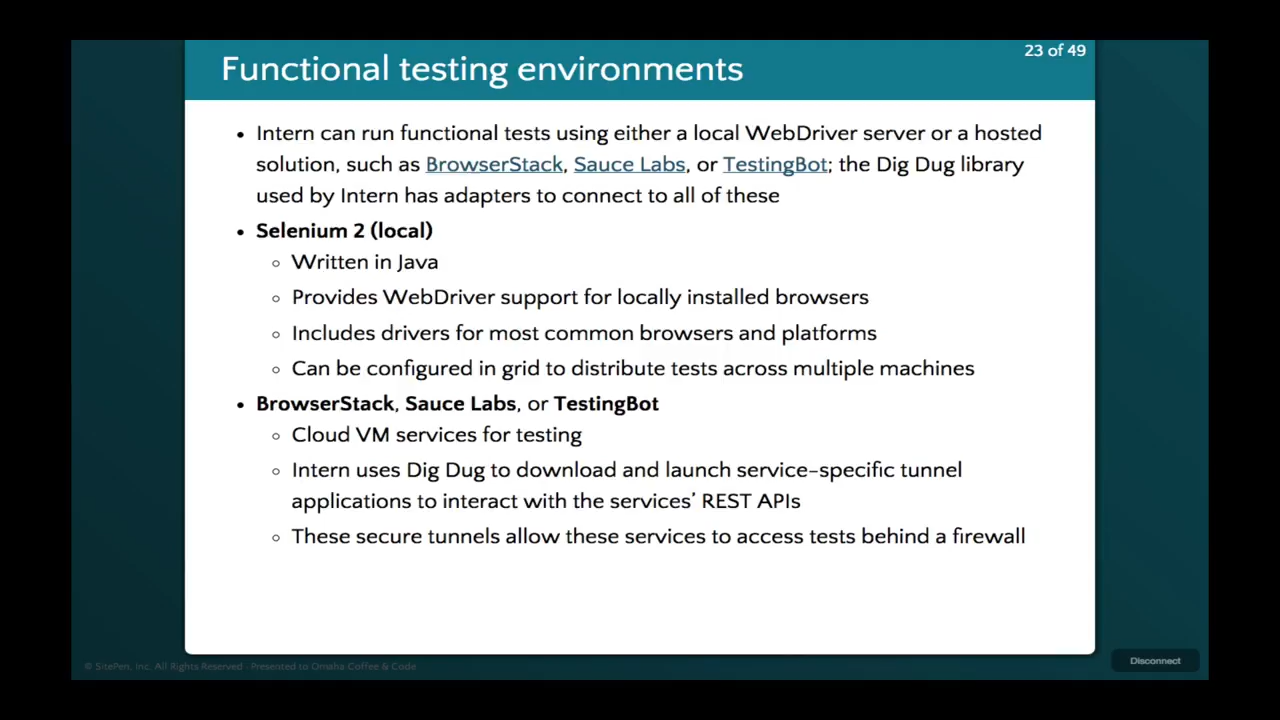 23 of 49
Functional testing environments
• Intern can run functional tests using either a local WebDriver server or a hosted
solution, such as BrowserStack, Sauce Labs, or TestingBot; the Dig Dug library
used by Intern has adapters to connect to all of these
• Selenium 2 (local)
◦ Written in Java
◦ Provides WebDriver support for locally installed browsers
◦ Includes drivers for most common browsers and platforms
◦ Can be configured in grid to distribute tests across multiple machines
• BrowserStack, Sauce Labs, or TestingBot
◦ Cloud VM services for testing
◦ Intern uses Dig Dug to download and launch service-specific tunnel
applications to interact with the services’ REST APIs
◦ These secure tunnels allow these services to access tests behind a firewall
© SitePen, Inc. All Rights Reserved · Presented to Omaha Coffee & Code
Disconnect